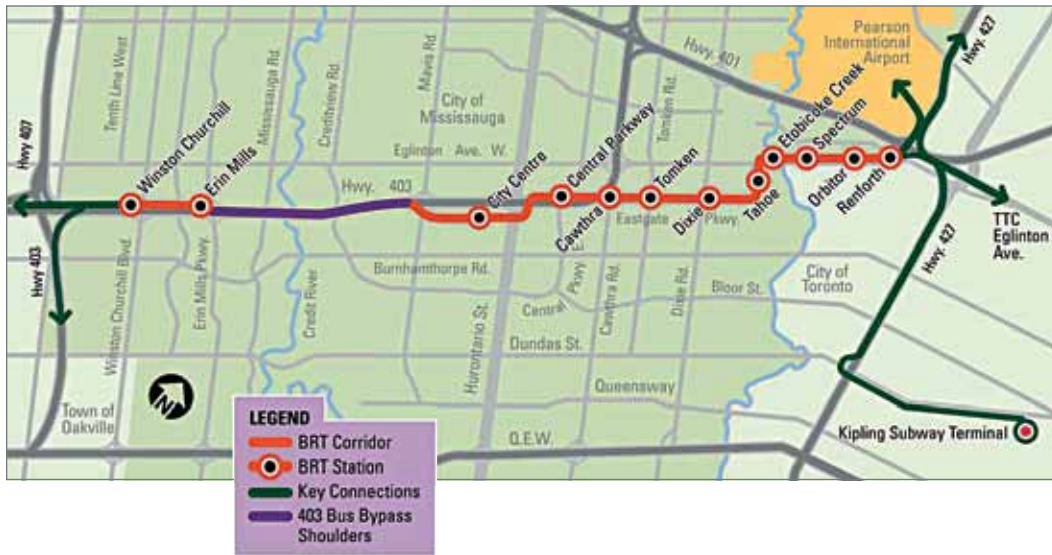 Tenth Line West
Mississauga Rd.
Creditview Rd.
Mavis Rd.
City of
Mississauga
Tomken Rd.
Hwy. 401
Pearson
International
Airport
Hwy. 427
Hwy 407
Winston Churchill
Erin Mills
Eglinton Ave. W.
Hwy. 403
City Centre
Central Parkway
Cawthra
Tomken
Dixie
Eastgate
Pkwy.
Tahoe
Etobicoke Creek
Spectrum
Orbitor
Renforth
TTC
Eglinton
Ave.
Hwy. 427
Hwy 403
Winston Churchill Blvd.
Erin Mills Pkwy.
Credit River
Burnhamthorpe Rd.
Hurontario St.
Central
Pkwy E.
Cawthra Rd.
Dixie Rd.
Bloor St.
City of
Toronto
Dundas St.
Queensway
Q.E.W.
Town of
Oakville
N
Kipling Subway Terminal
LEGEND
BRT Corridor
BRT Station
Key Connections
403 Bus Bypass
Shoulders